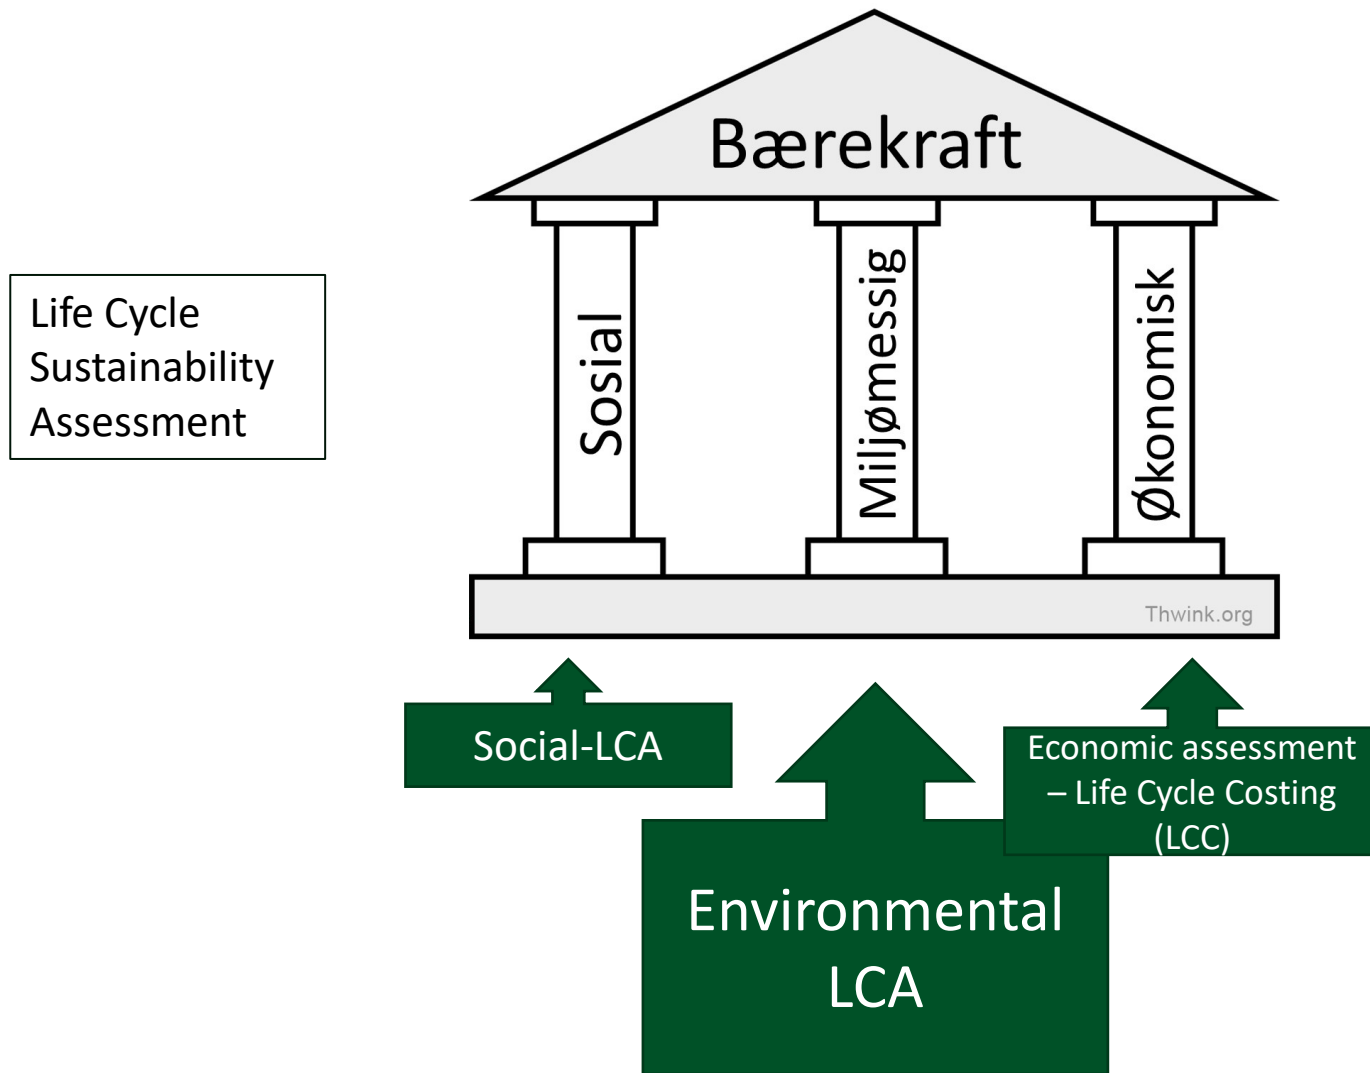 Bærekraft
Life Cycle
Sustainability
Assessment
Sosial
Miljømessig
Økonomisk
Thwink.org
Social-LCA
Economic assessment
– Life Cycle Costing
(LCC)
Environmental
LCA